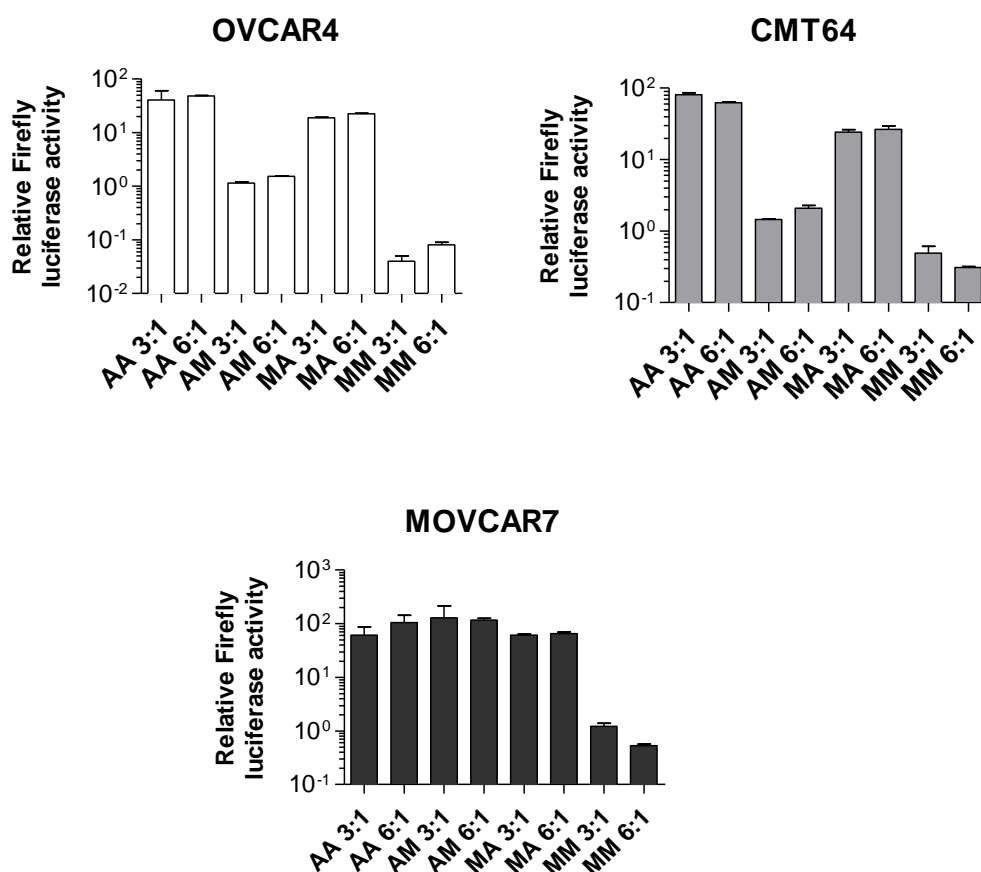 OVCAR4
Relative Firefly
luciferase activity
10²
10¹
10⁰
10⁻¹
10⁻²
AA 3:1
AA 6:1
AM 3:1
AM 6:1
MA 3:1
MA 6:1
MM 3:1
MM 6:1
CMT64
Relative Firefly
luciferase activity
10²
10¹
10⁰
10⁻¹
AA 3:1
AA 6:1
AM 3:1
AM 6:1
MA 3:1
MA 6:1
MM 3:1
MM 6:1
MOVCAR7
Relative Firefly
luciferase activity
10³
10²
10¹
10⁰
10⁻¹
AA 3:1
AA 6:1
AM 3:1
AM 6:1
MA 3:1
MA 6:1
MM 3:1
MM 6:1